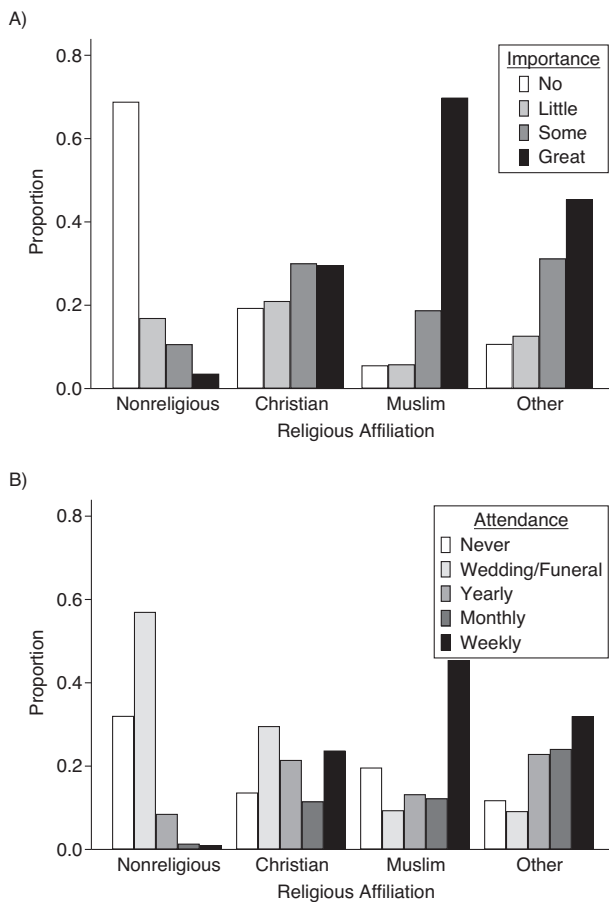 A)
0.8
0.6
0.4
0.2
0.0
Proportion
Importance
No
Little
Some
Great
Nonreligious Christian Muslim Other
Religious Affiliation
B)
0.8
0.6
0.4
0.2
0.0
Proportion
Attendance
Never
Wedding/Funeral
Yearly
Monthly
Weekly
Nonreligious Christian Muslim Other
Religious Affiliation